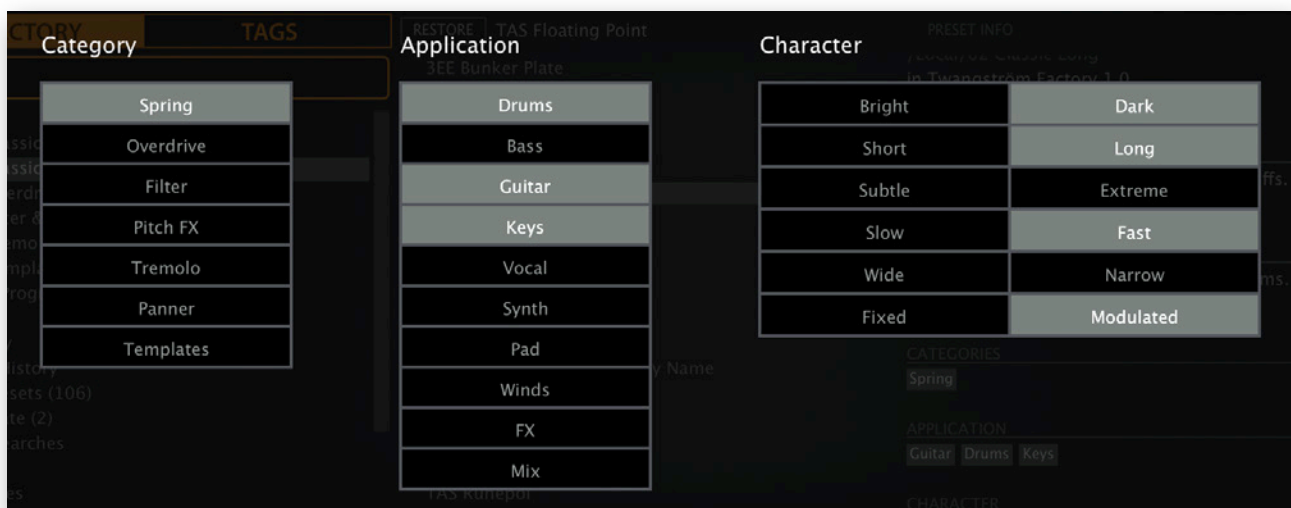 TAGS
RESTORE TAS Floating Point
PRESET INFO
Category
Application
Character
3EE Bunker Plate
in Twangström Factory 1.0
Spring
Overdrive
Filter
Pitch FX
Tremolo
Panner
Templates
Drums
Bass
Guitar
Keys
Vocal
Synth
Pad
Winds
FX
Mix
Bright Dark
Short Long
Subtle Extreme
Slow Fast
Wide Narrow
Fixed Modulated
CATEGORIES
Spring
APPLICATION
Guitar Drums Keys
CHARACTER